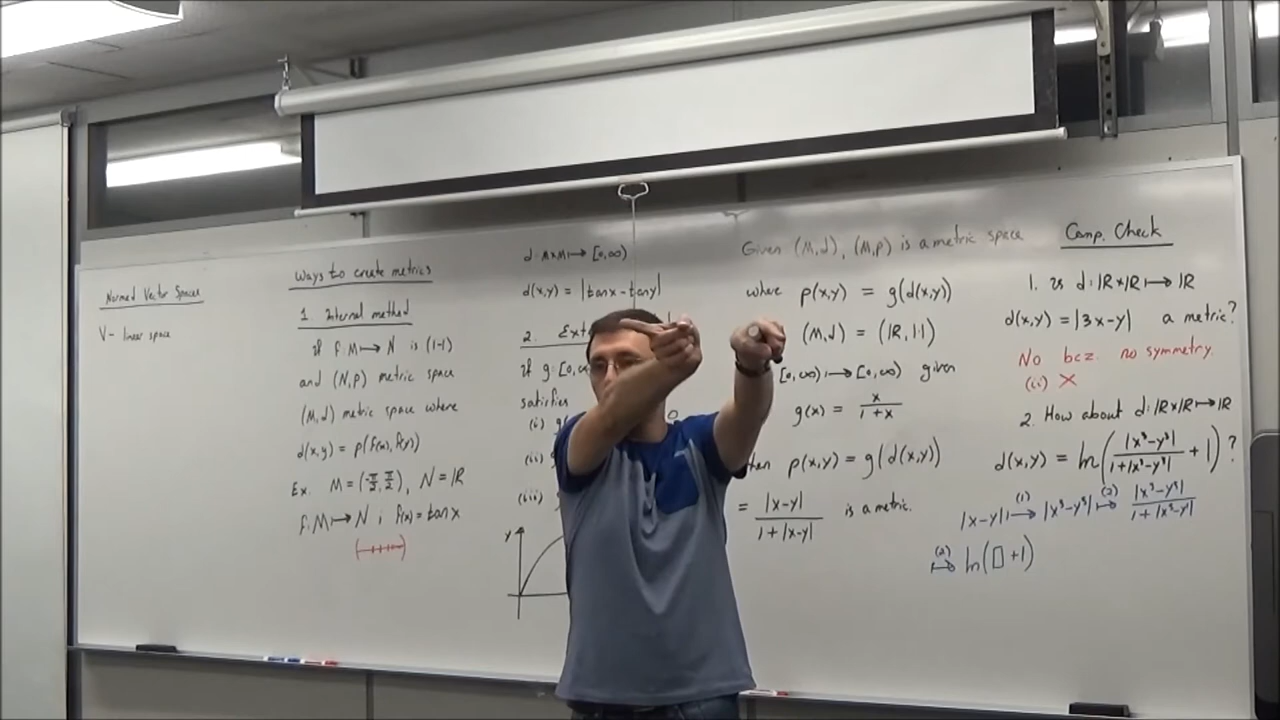 Normed Vector Spaces
V- linear space
Ways to create metrics
1. Internal method
if f: M ↦ N is (1-1)
and (N,ρ) metric space
(M,d) metric space where
d(x,y) = ρ(f(x), f(y))
Ex. M = (-π/2, π/2), N = ℝ
f: M ↦ N ; f(x) = tan x
d: M×M ↦ [0,∞)
d(x,y) = |tan x - tan y|
2.
if g: [0,∞
satisfies
(i) g
(ii) g
(iii) g
y
Given (M,d), (M,ρ) is a metric space
where ρ(x,y) = g(d(x,y))
(M,d) = (ℝ, |·|)
[0,∞) ↦ [0,∞) given
g(x) = x/(1+x)
ρ(x,y) = g(d(x,y))
= |x-y|/(1+|x-y|) is a metric.
Comp. Check
1. Is d: ℝ×ℝ ↦ ℝ
d(x,y) = |3x-y| a metric?
No bcz. no symmetry.
(ii) ✗
2. How about d: ℝ×ℝ ↦ ℝ
d(x,y) = ln(|x³-y³|/(1+|x³-y³|) + 1)?
|x-y| ↦(1) |x³-y³| ↦(2) |x³-y³|/(1+|x³-y³|)
↦(2) ln(▯+1)